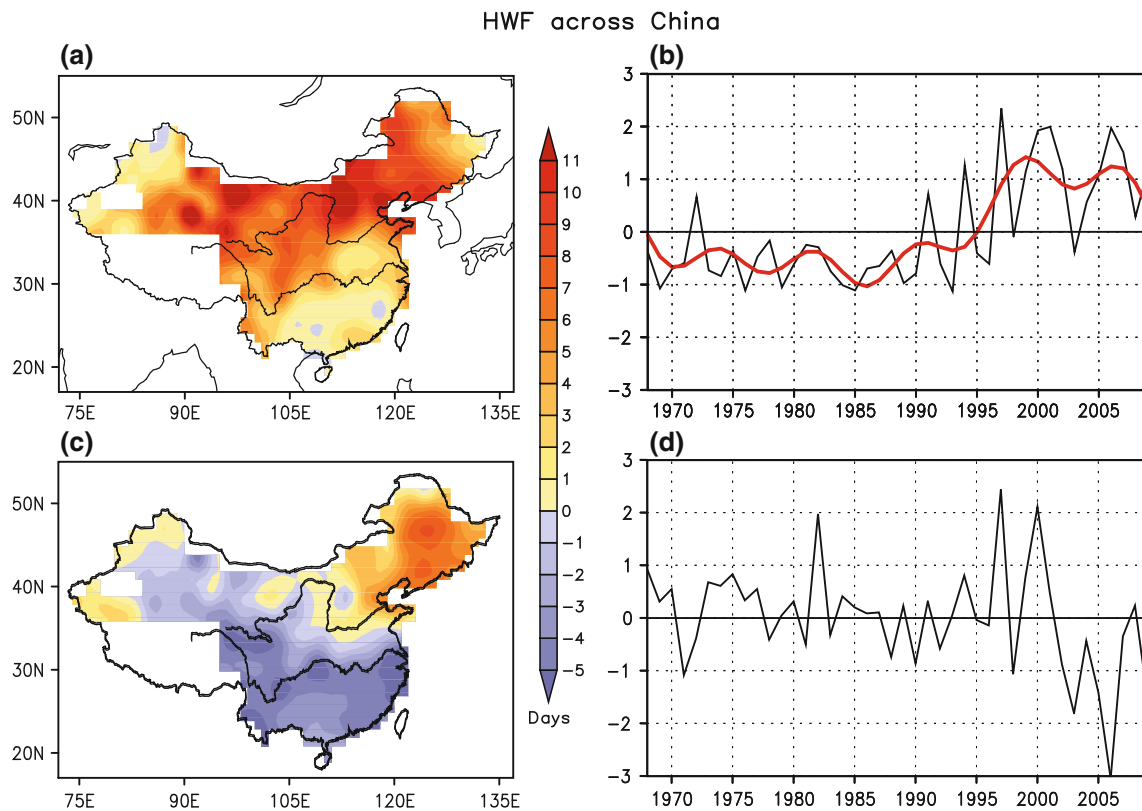 HWF across China
(a)
50N
40N
30N
20N
75E 90E 105E 120E 135E
11
10
9
8
7
6
5
4
3
2
1
0
-1
-2
-3
-4
-5
Days
(b)
3
2
1
0
-1
-2
-3
1970 1975 1980 1985 1990 1995 2000 2005
(c)
50N
40N
30N
20N
75E 90E 105E 120E 135E
(d)
3
2
1
0
-1
-2
-3
1970 1975 1980 1985 1990 1995 2000 2005